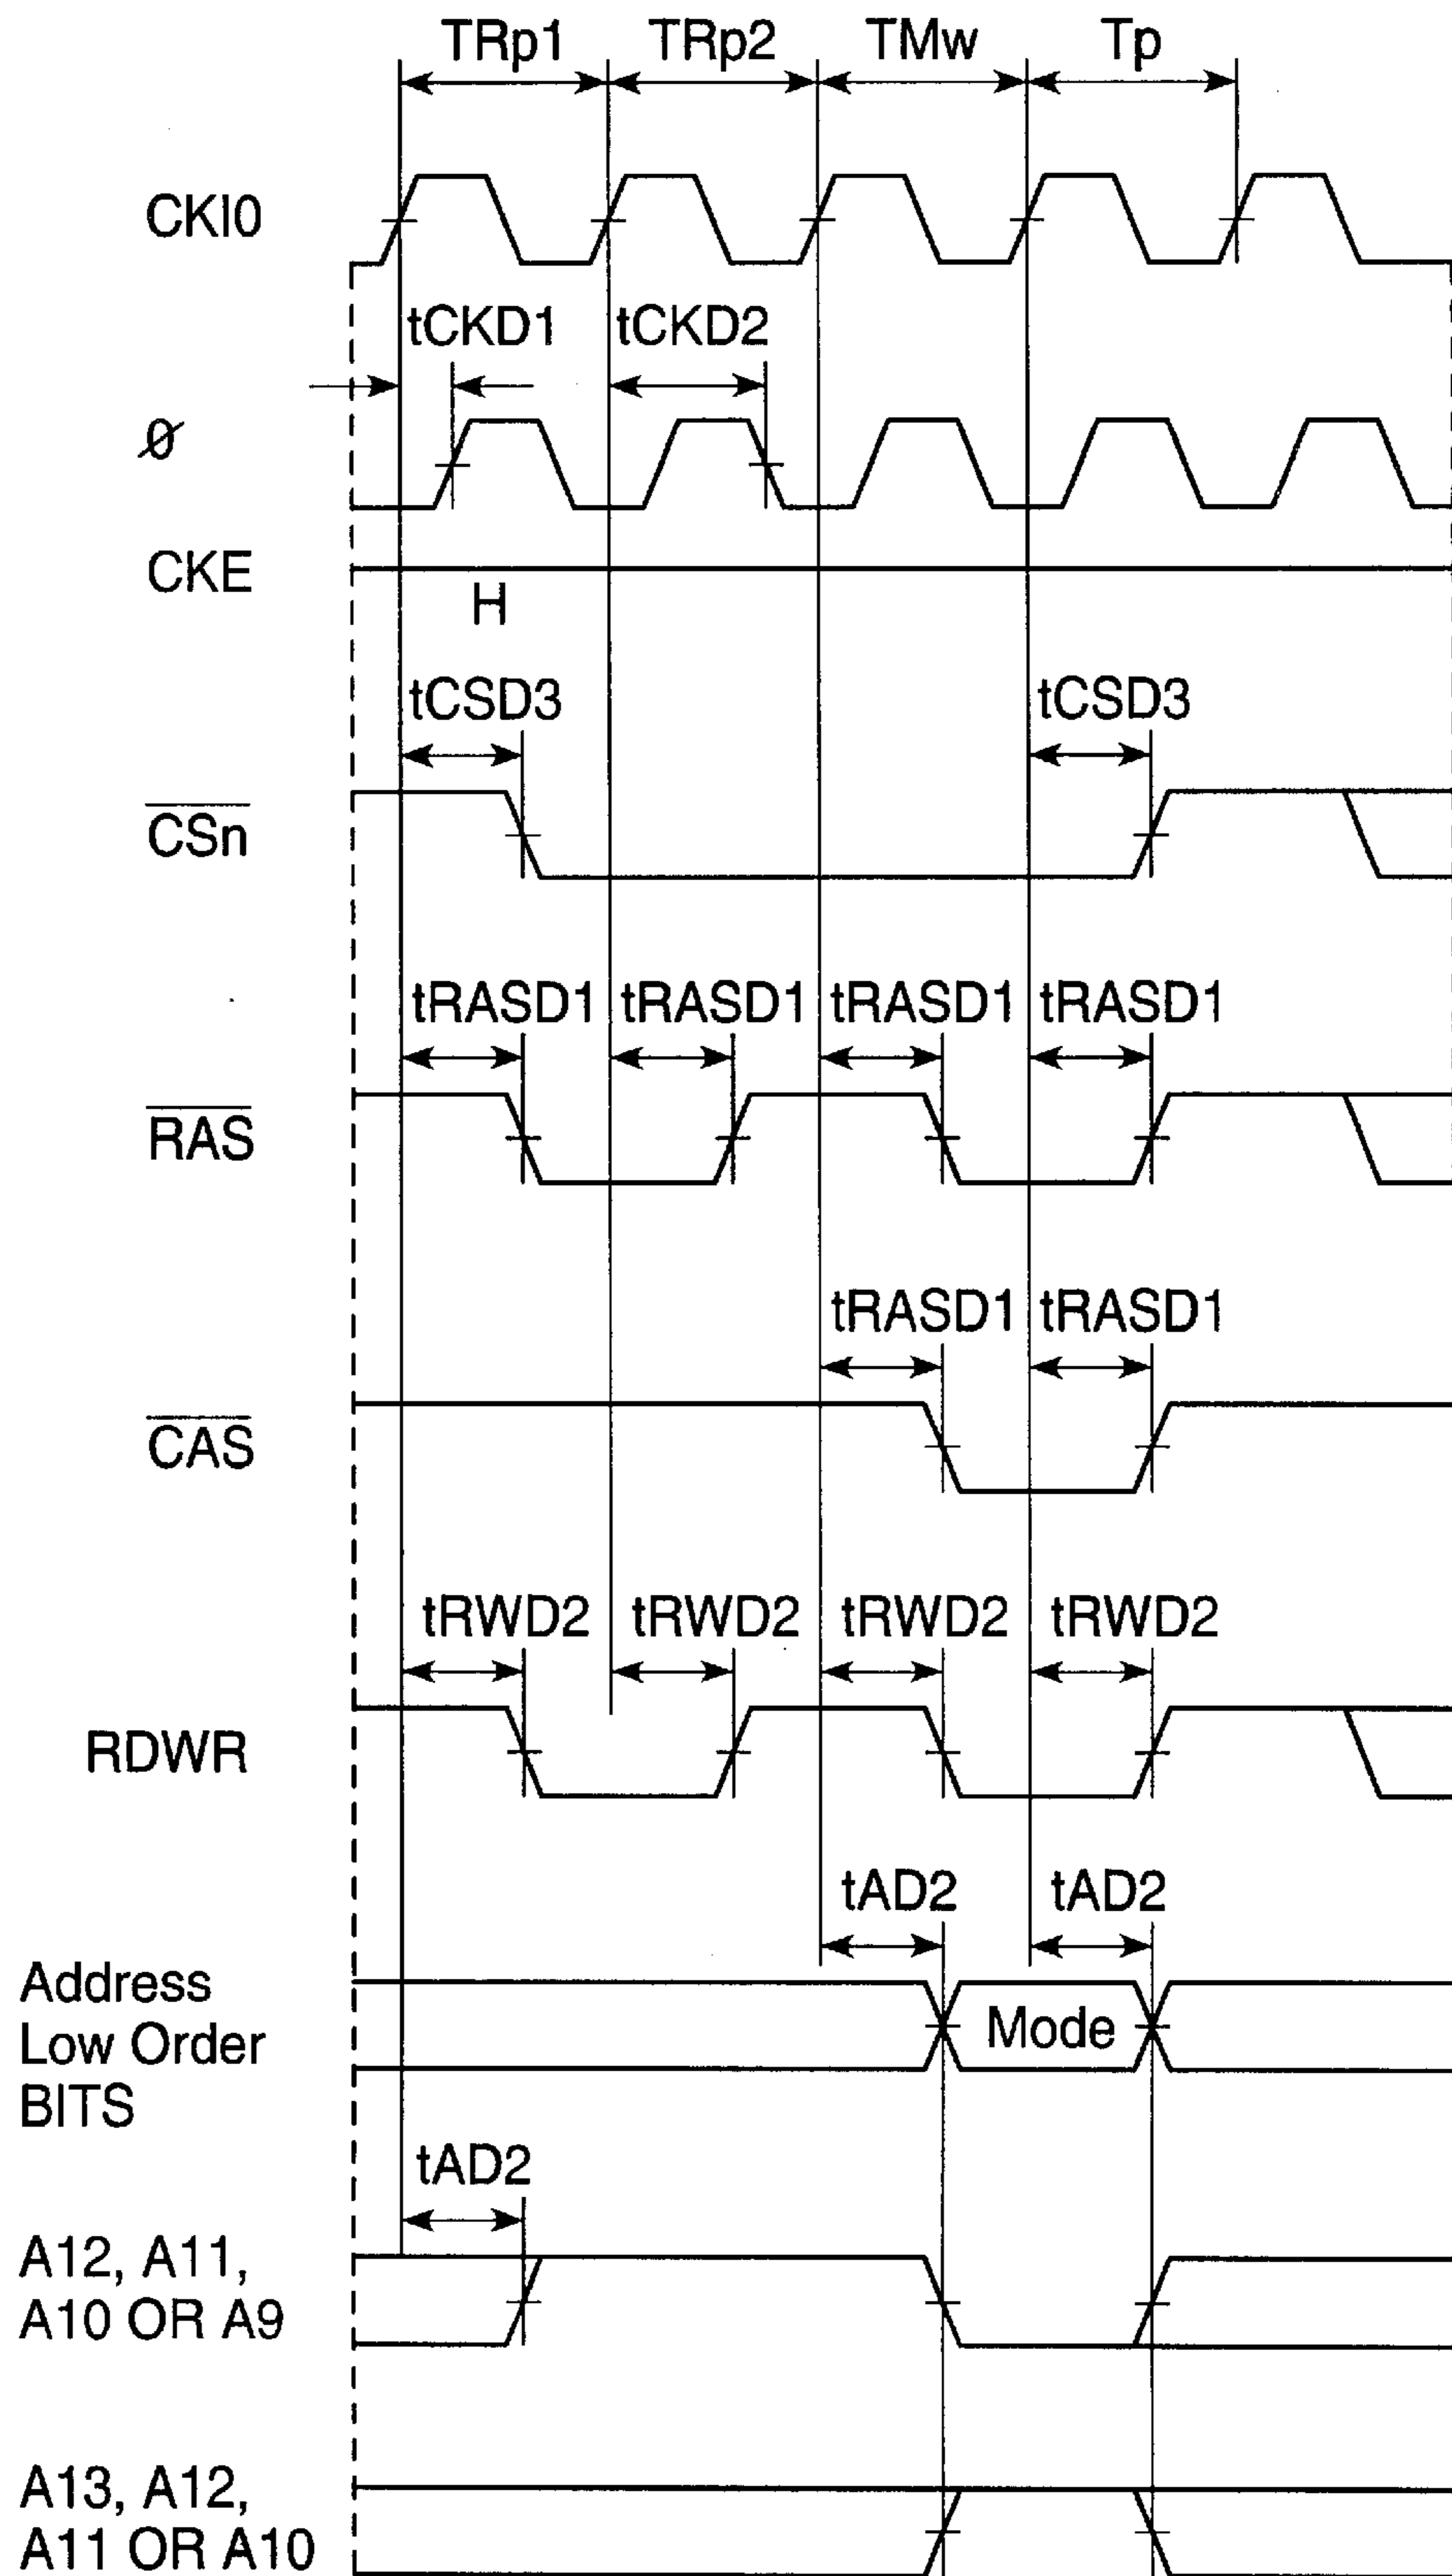 TRp1 TRp2 TMw Tp
CKI0
tCKD1 tCKD2
Ø
CKE
H
tCSD3 tCSD3
CSn
tRASD1 tRASD1 tRASD1 tRASD1
RAS
tRASD1 tRASD1
CAS
tRWD2 tRWD2 tRWD2 tRWD2
RDWR
tAD2 tAD2
Address
Low Order
BITS
Mode
tAD2
A12, A11,
A10 OR A9
A13, A12,
A11 OR A10